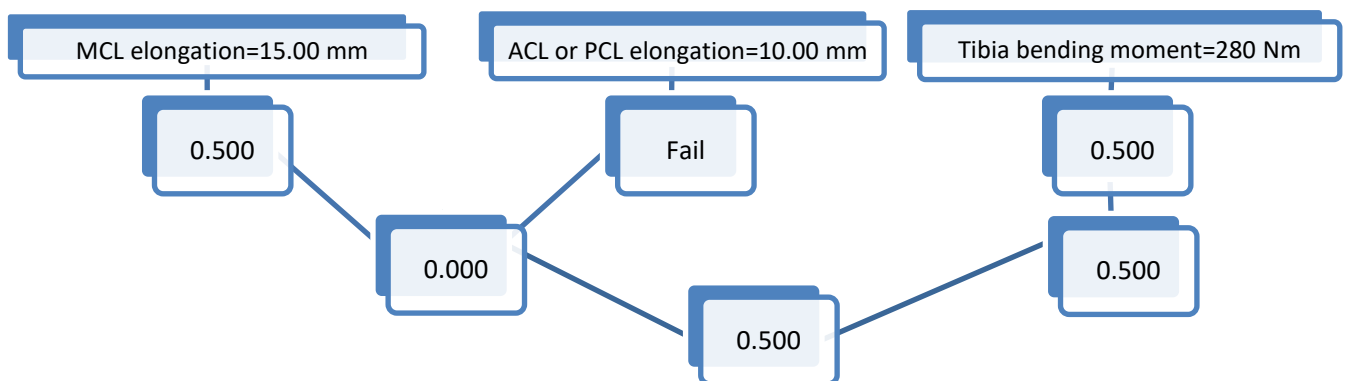 MCL elongation=15.00 mm
ACL or PCL elongation=10.00 mm
Tibia bending moment=280 Nm
0.500
Fail
0.500
0.000
0.500
0.500